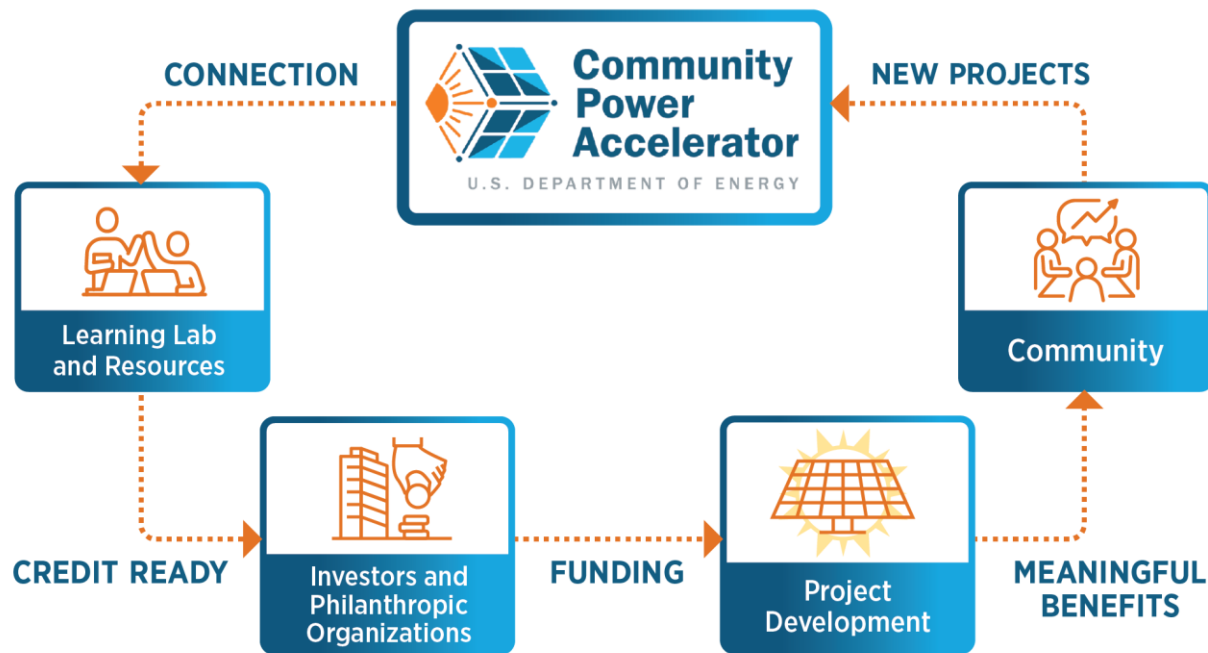 CONNECTION
Community
Power
Accelerator
U.S. DEPARTMENT OF ENERGY
NEW PROJECTS
Learning Lab
and Resources
Community
CREDIT READY
Investors and
Philanthropic
Organizations
FUNDING
Project
Development
MEANINGFUL
BENEFITS